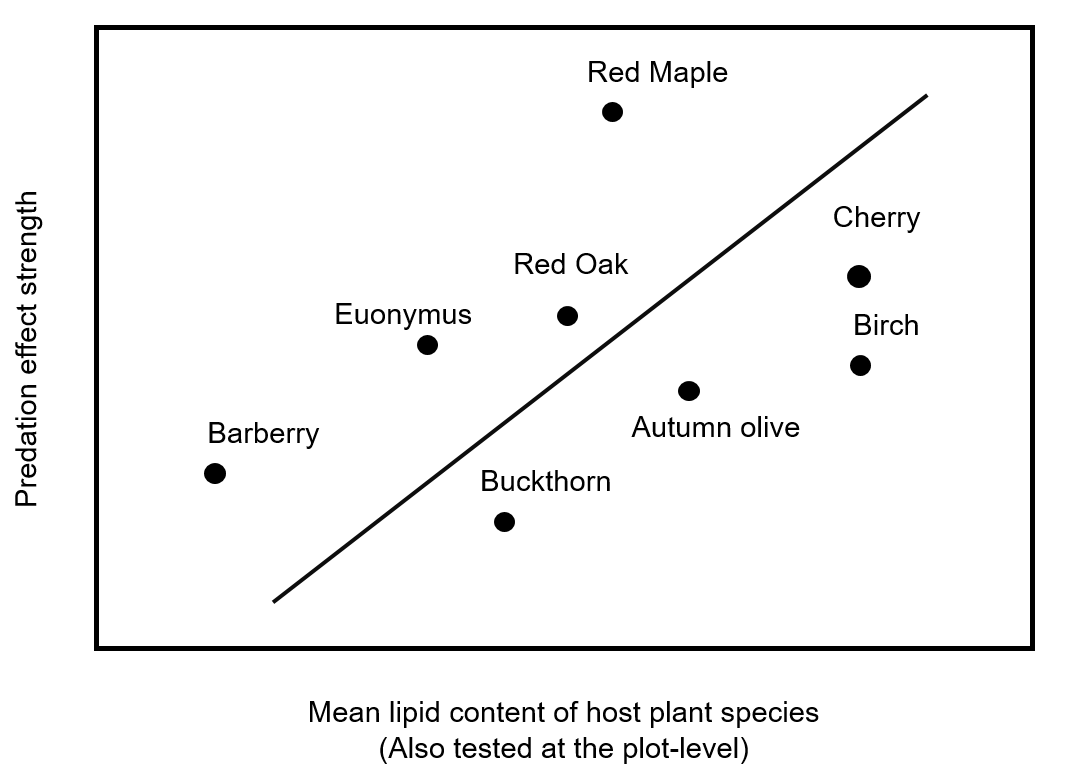 Red Maple
Cherry
Red Oak
Euonymus
Birch
Autumn olive
Barberry
Buckthorn
Predation effect strength
Mean lipid content of host plant species
(Also tested at the plot-level)